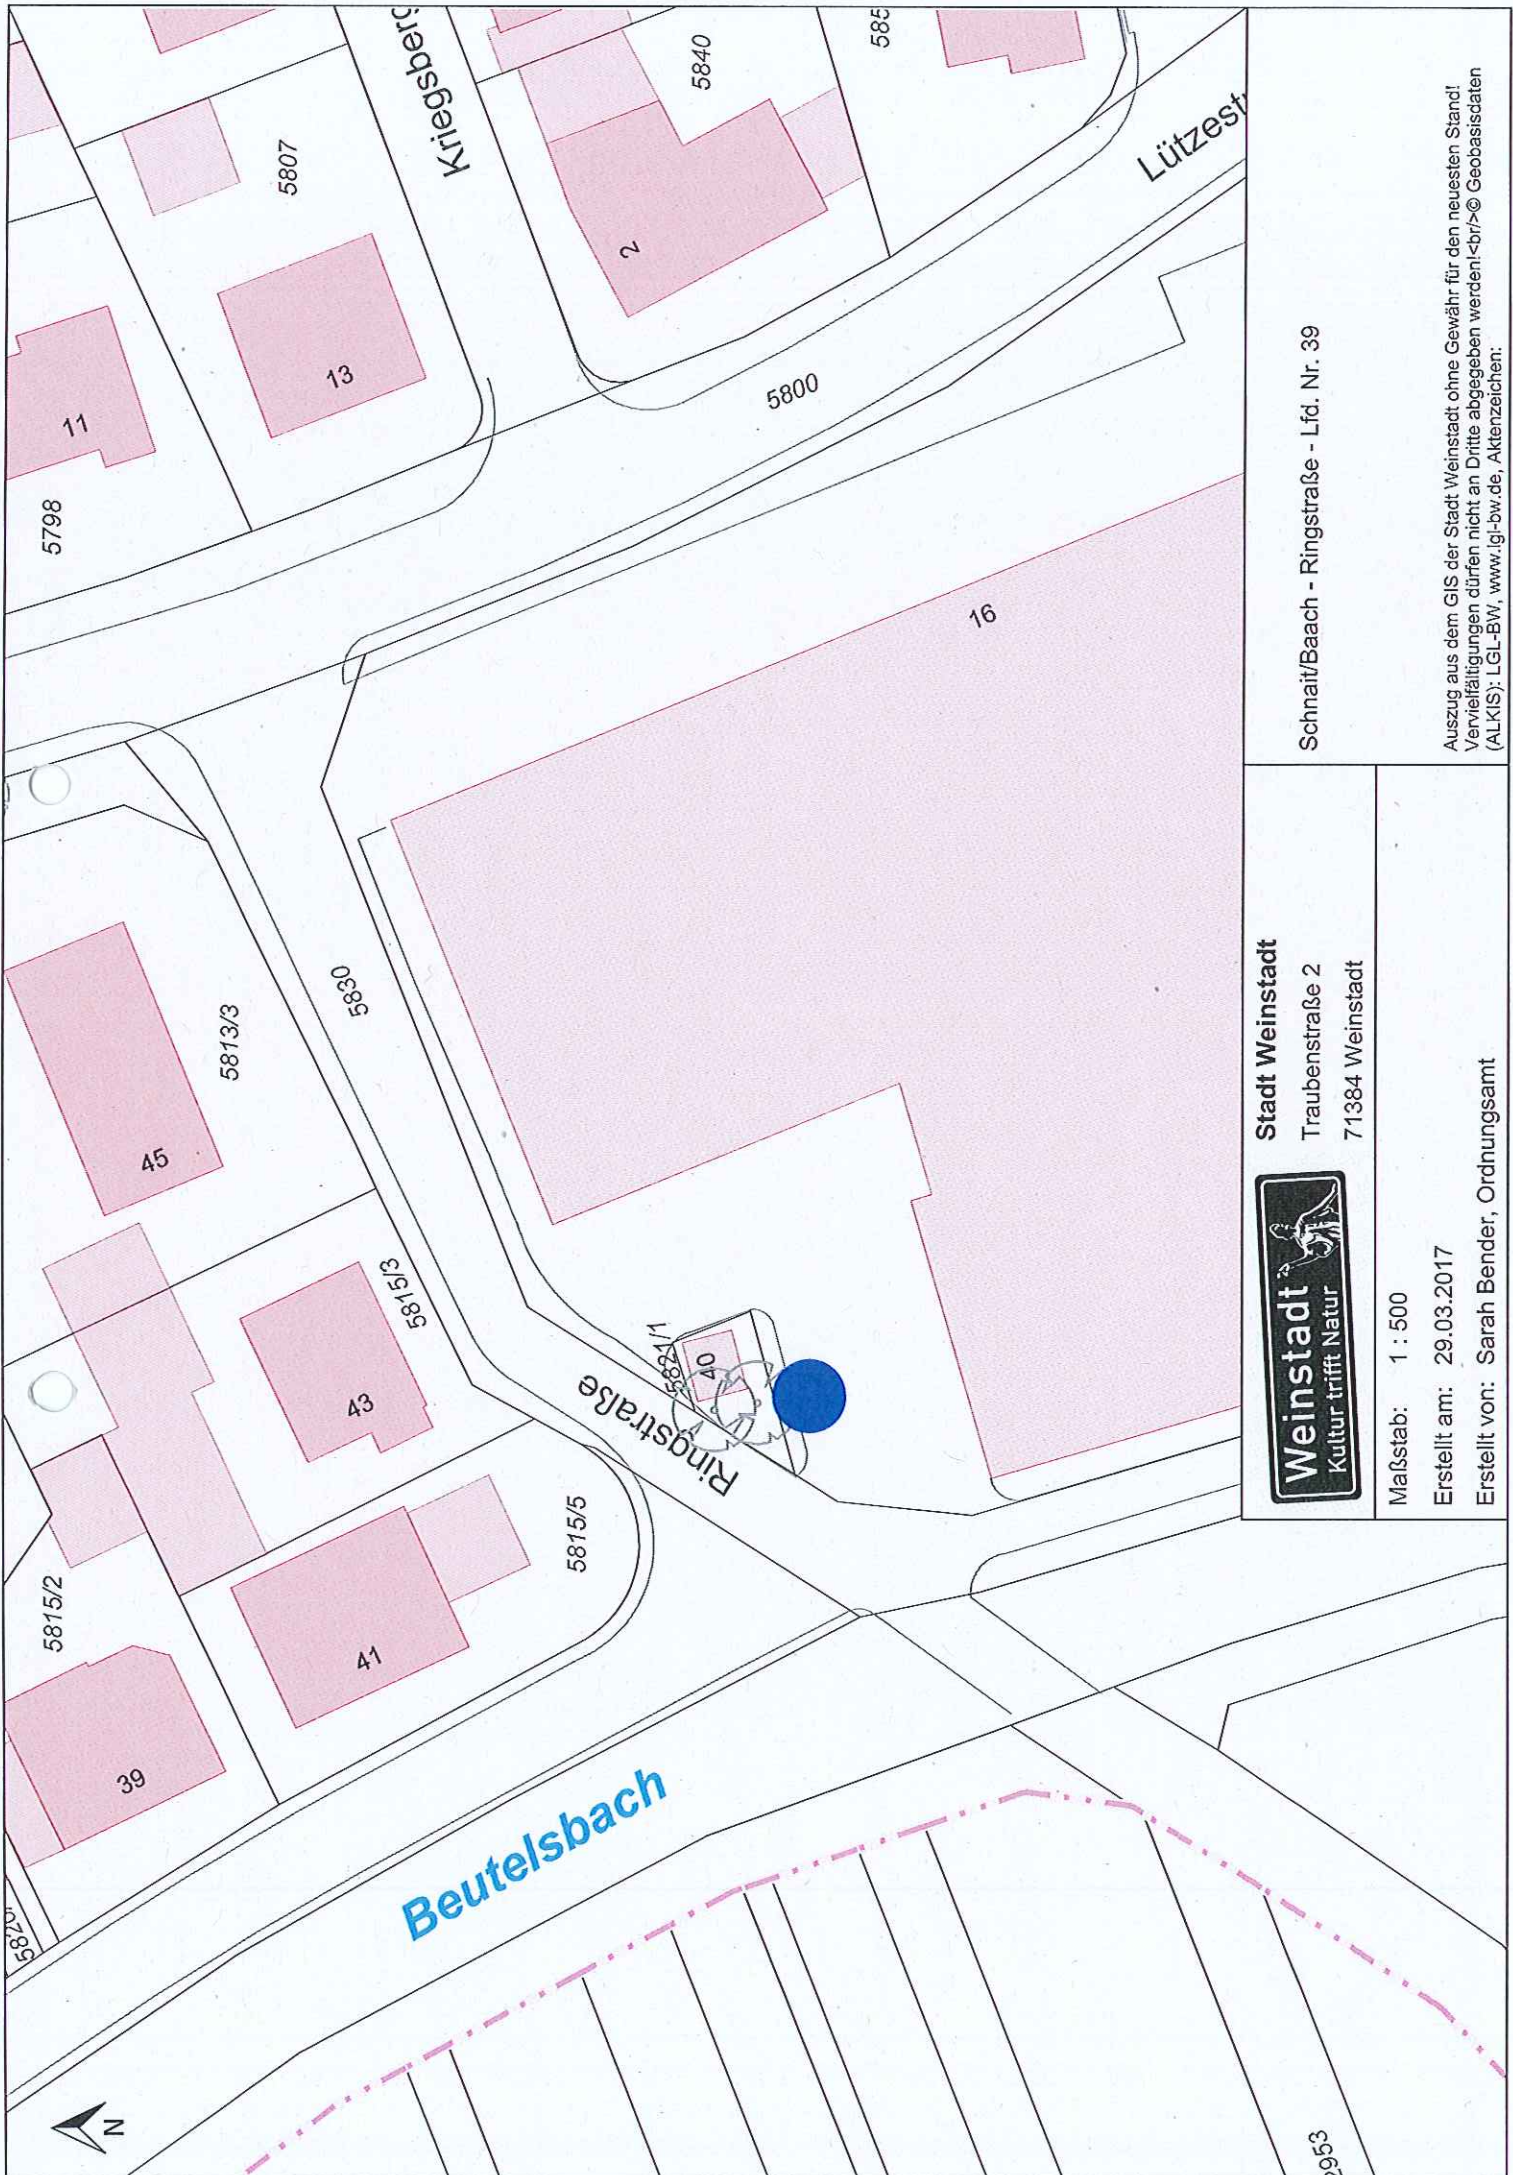 N
Beutelsbach
Ringstraße
39
5815/2
41
5815/5
43
5815/3
45
5813/3
5830
40
5821/1
16
5798
11
13
5807
5800
2
5840
Weinstadt
Kultur trifft Natur
Stadt Weinstadt
Traubenstraße 2
71384 Weinstadt
Maßstab: 1 : 500
Erstellt am: 29.03.2017
Erstellt von: Sarah Bender, Ordnungsamt
Schnait/Baach - Ringstraße - Lfd. Nr. 39
Auszug aus dem GIS der Stadt Weinstadt ohne Gewähr für den neuesten Stand!
Vervielfältigungen dürfen nicht an Dritte abgegeben werden!<br/>© Geobasisdaten
(ALKIS): LGL-BW, www.lgl-bw.de, Aktenzeichen: